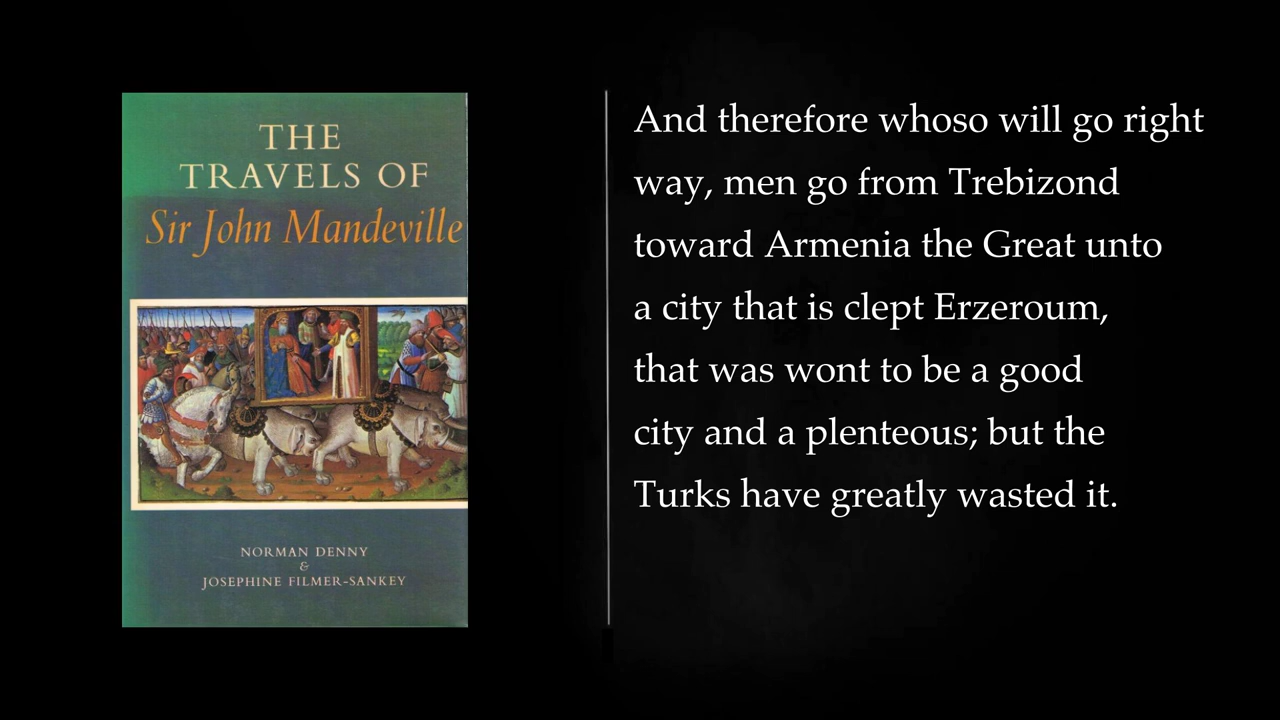 THE
TRAVELS OF
Sir John Mandeville
NORMAN DENNY
&
JOSEPHINE FILMER-SANKEY
And therefore whoso will go right
way, men go from Trebizond
toward Armenia the Great unto
a city that is clept Erzeroum,
that was wont to be a good
city and a plenteous; but the
Turks have greatly wasted it.